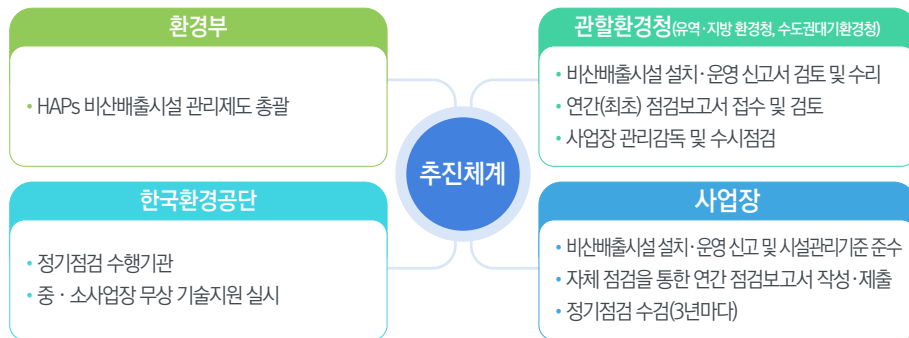 환경부
• HAPs 비산배출시설 관리제도 총괄
관할환경청(유역·지방 환경청, 수도권대기환경청)
• 비산배출시설 설치·운영 신고서 검토 및 수리
• 연간(최초) 점검보고서 접수 및 검토
• 사업장 관리감독 및 수시점검
추진체계
한국환경공단
• 정기점검 수행기관
• 중·소사업장 무상 기술지원 실시
사업장
• 비산배출시설 설치·운영 신고 및 시설관리기준 준수
• 자체 점검을 통한 연간 점검보고서 작성·제출
• 정기점검 수검(3년마다)